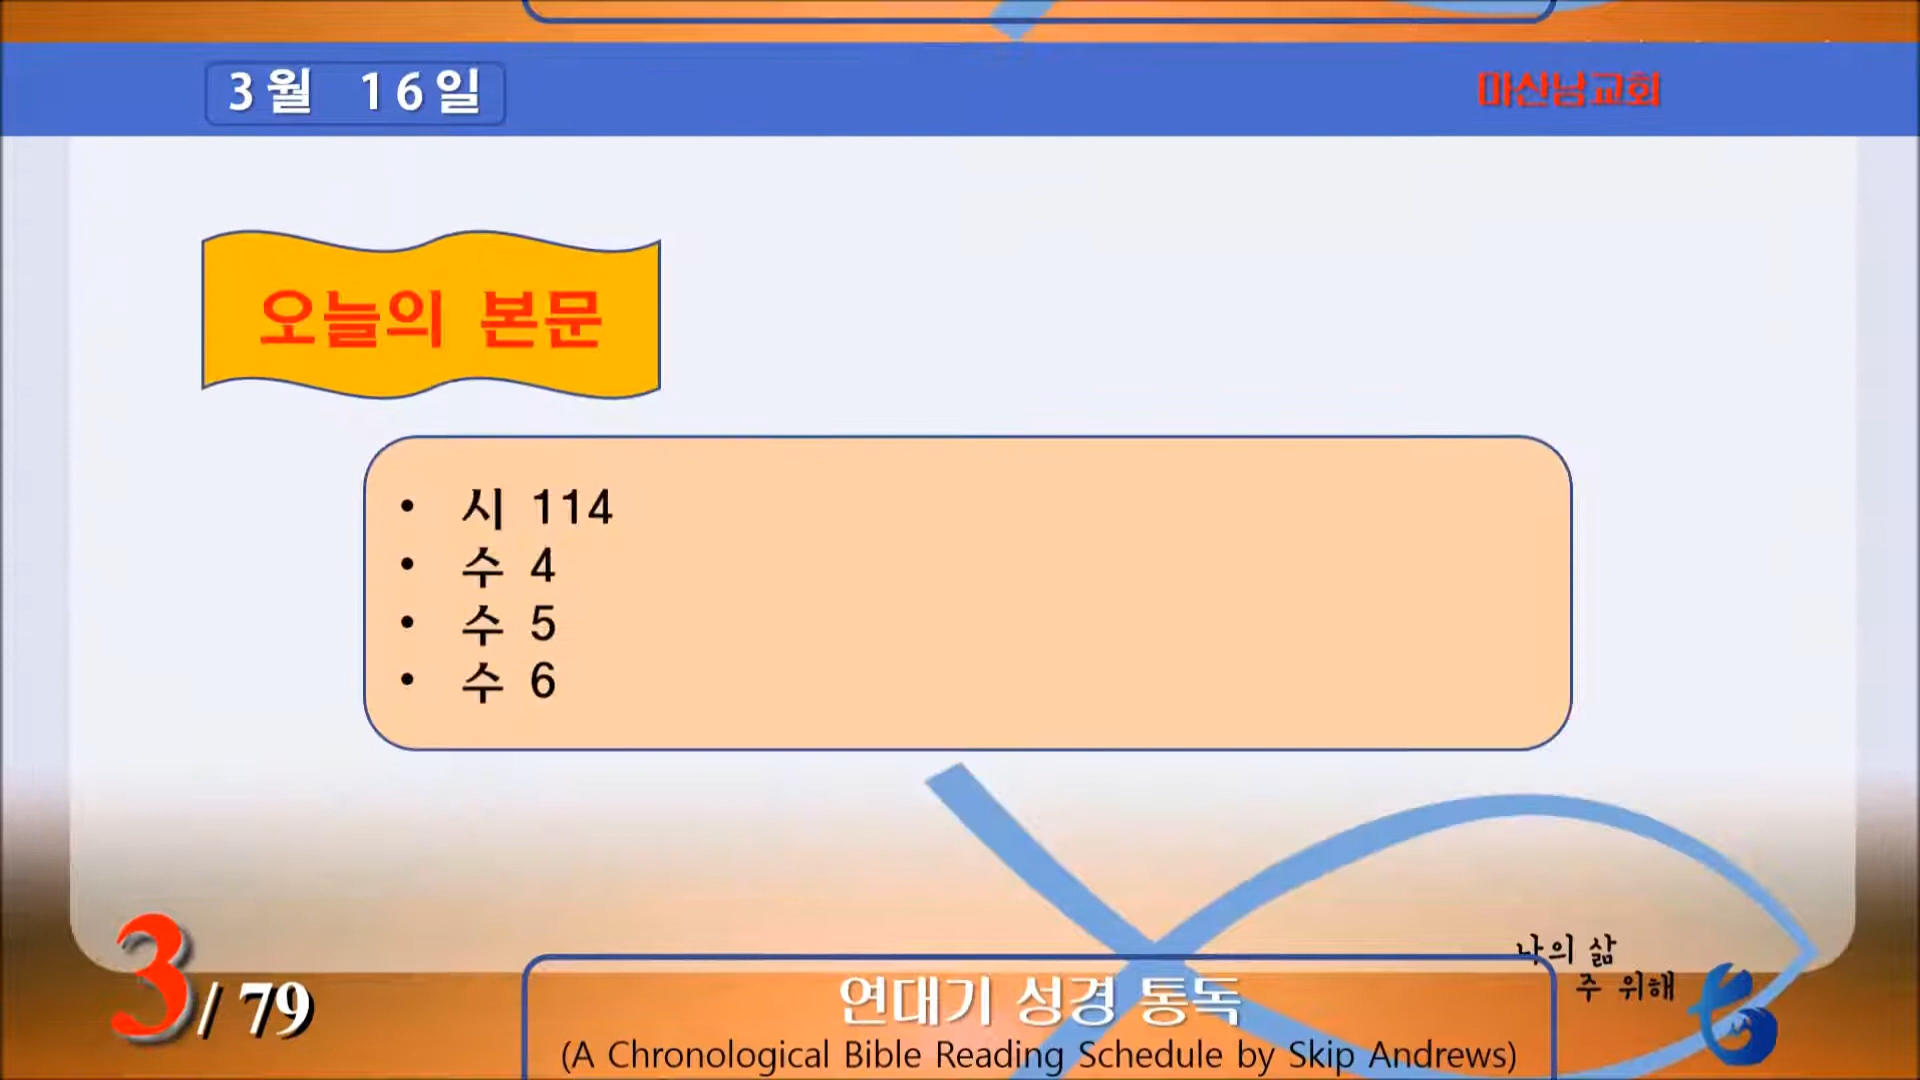 3월 16일
마산남교회
오늘의 본문
• 시 114
• 수 4
• 수 5
• 수 6
나의 삶
주 위해
3/ 79
연대기 성경 통독
(A Chronological Bible Reading Schedule by Skip Andrews)